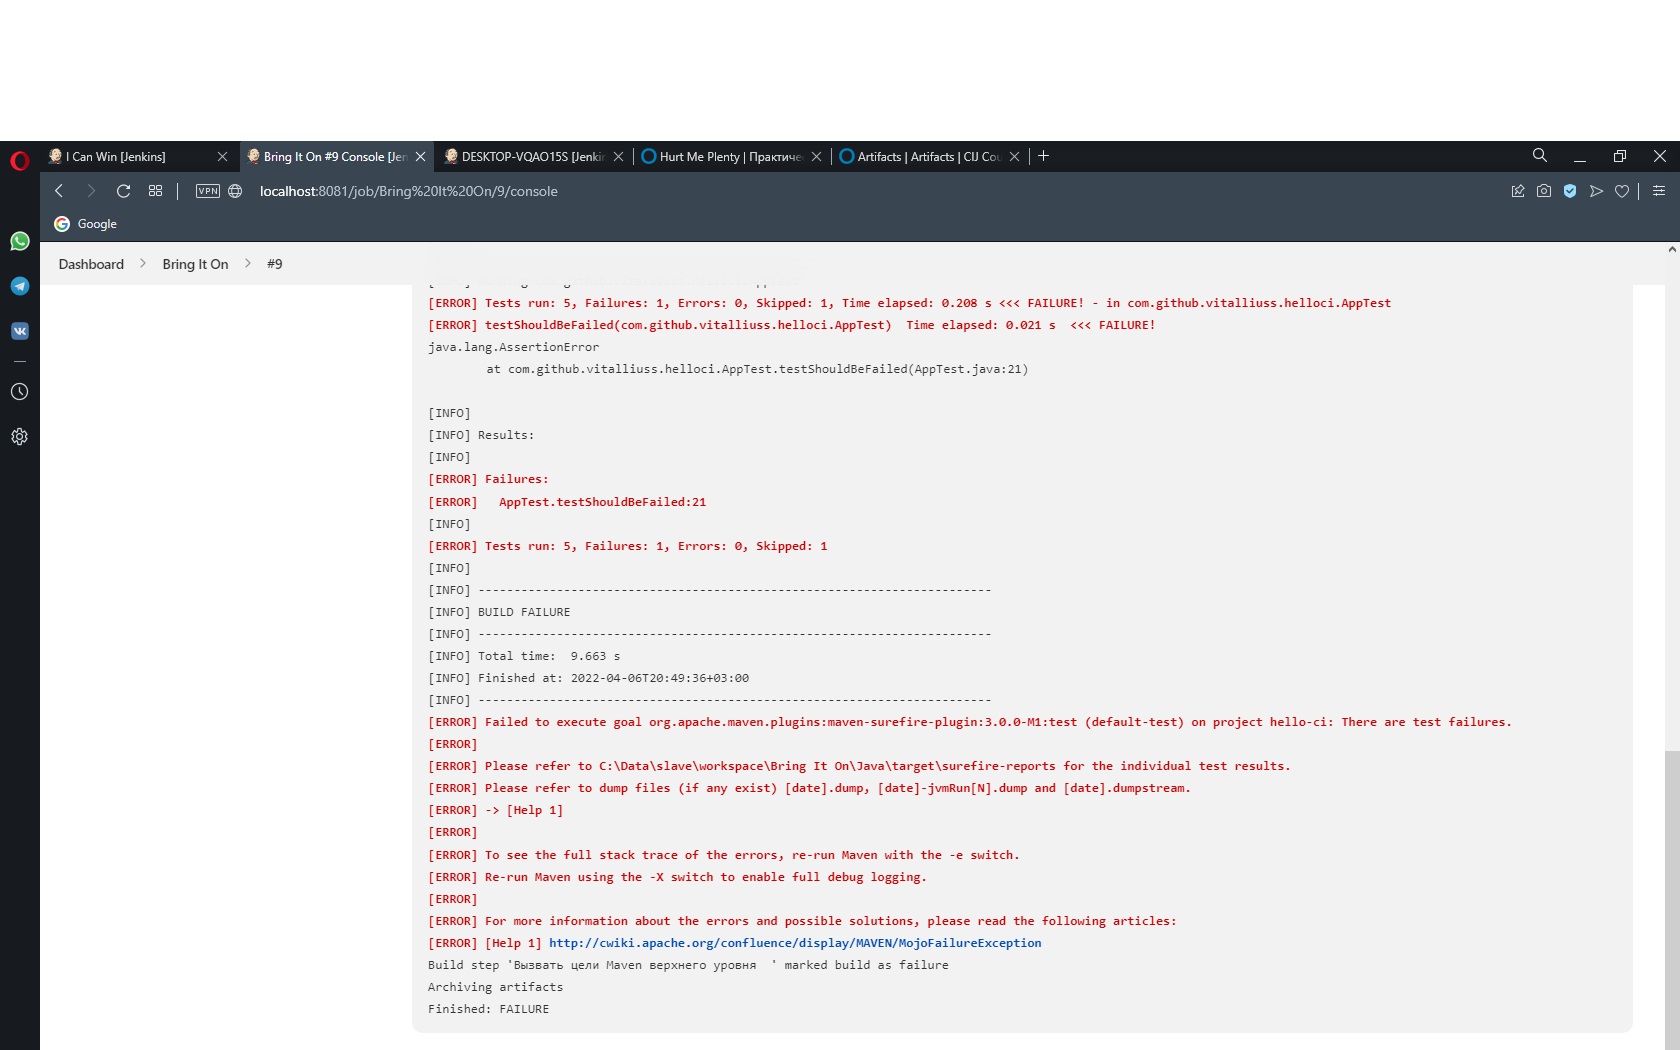 I Can Win [Jenkins]
Bring It On #9 Console [Jen
DESKTOP-VQAO15S [Jenkin
Hurt Me Plenty | Практичес
Artifacts | Artifacts | CIJ Cou
VPN
localhost:8081/job/Bring%20It%20On/9/console
Google
Dashboard > Bring It On > #9
[ERROR] Tests run: 5, Failures: 1, Errors: 0, Skipped: 1, Time elapsed: 0.208 s <<< FAILURE! - in com.github.vitalliuss.helloci.AppTest
[ERROR] testShouldBeFailed(com.github.vitalliuss.helloci.AppTest)  Time elapsed: 0.021 s  <<< FAILURE!
java.lang.AssertionError
at com.github.vitalliuss.helloci.AppTest.testShouldBeFailed(AppTest.java:21)
[INFO]
[INFO] Results:
[INFO]
[ERROR] Failures:
[ERROR]   AppTest.testShouldBeFailed:21
[INFO]
[ERROR] Tests run: 5, Failures: 1, Errors: 0, Skipped: 1
[INFO]
[INFO] ------------------------------------------------------------------------
[INFO] BUILD FAILURE
[INFO] ------------------------------------------------------------------------
[INFO] Total time:  9.663 s
[INFO] Finished at: 2022-04-06T20:49:36+03:00
[INFO] ------------------------------------------------------------------------
[ERROR] Failed to execute goal org.apache.maven.plugins:maven-surefire-plugin:3.0.0-M1:test (default-test) on project hello-ci: There are test failures.
[ERROR]
[ERROR] Please refer to C:\Data\slave\workspace\Bring It On\Java\target\surefire-reports for the individual test results.
[ERROR] Please refer to dump files (if any exist) [date].dump, [date]-jvmRun[N].dump and [date].dumpstream.
[ERROR] -> [Help 1]
[ERROR]
[ERROR] To see the full stack trace of the errors, re-run Maven with the -e switch.
[ERROR] Re-run Maven using the -X switch to enable full debug logging.
[ERROR]
[ERROR] For more information about the errors and possible solutions, please read the following articles:
[ERROR] [Help 1] http://cwiki.apache.org/confluence/display/MAVEN/MojoFailureException
Build step 'Вызвать цели Maven верхнего уровня  ' marked build as failure
Archiving artifacts
Finished: FAILURE